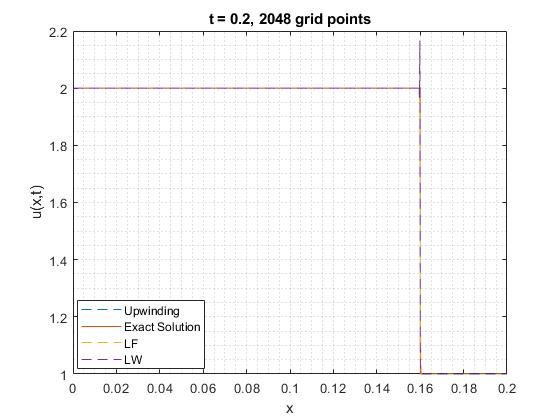 t = 0.2, 2048 grid points
2.2
2
1.8
1.6
1.4
1.2
1
u(x,t)
Upwinding
Exact Solution
LF
LW
0 0.02 0.04 0.06 0.08 0.1 0.12 0.14 0.16 0.18 0.2
x